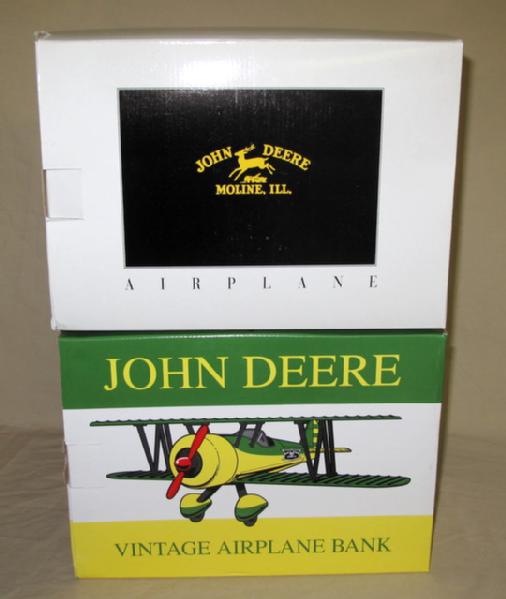 JOHN DEERE
MOLINE, ILL.
AIRPLANE
JOHN DEERE
VINTAGE AIRPLANE BANK